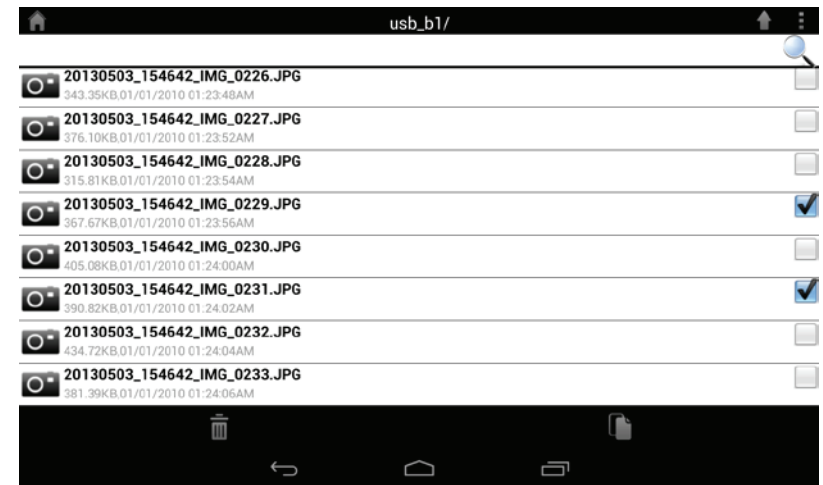 usb_b1/
20130503_154642_IMG_0226.JPG
343.35KB,01/01/2010 01:23:48AM
20130503_154642_IMG_0227.JPG
376.10KB,01/01/2010 01:23:52AM
20130503_154642_IMG_0228.JPG
315.81KB,01/01/2010 01:23:54AM
20130503_154642_IMG_0229.JPG
367.67KB,01/01/2010 01:23:56AM
20130503_154642_IMG_0230.JPG
405.08KB,01/01/2010 01:24:00AM
20130503_154642_IMG_0231.JPG
390.82KB,01/01/2010 01:24:02AM
20130503_154642_IMG_0232.JPG
434.72KB,01/01/2010 01:24:04AM
20130503_154642_IMG_0233.JPG
381.39KB,01/01/2010 01:24:06AM